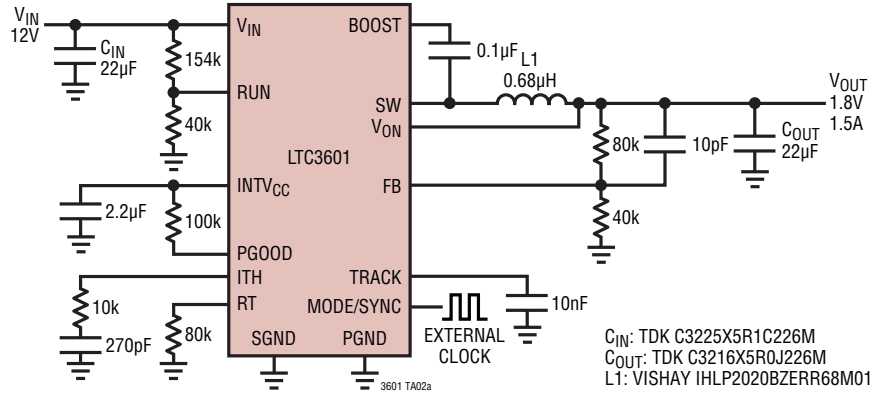 VIN
12V
CIN
22µF
154k
40k
2.2µF
100k
10k
270pF
80k
VIN
RUN
INTVCC
PGOOD
ITH
RT
SGND
PGND
LTC3601
BOOST
SW
VON
FB
TRACK
MODE/SYNC
0.1µF
L1
0.68µH
80k
10pF
40k
COUT
22µF
VOUT
1.8V
1.5A
10nF
EXTERNAL
CLOCK
3601 TA02a
CIN: TDK C3225X5R1C226M
COUT: TDK C3216X5R0J226M
L1: VISHAY IHLP2020BZERR68M01